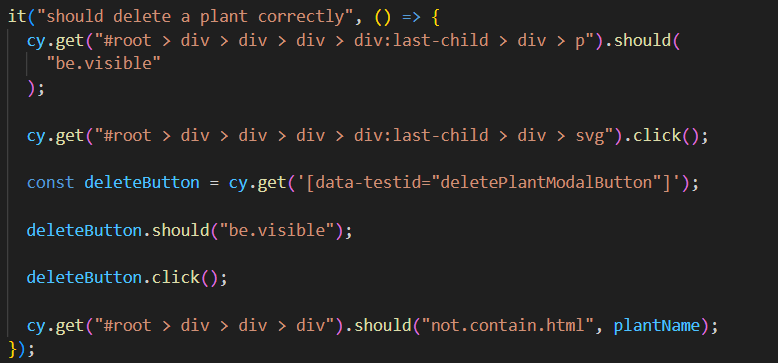 it("should delete a plant correctly", () => {
cy.get("#root > div > div > div > div:last-child > div > p").should(
"be.visible"
);
cy.get("#root > div > div > div > div:last-child > div > svg").click();
const deleteButton = cy.get('[data-testid="deletePlantModalButton"]');
deleteButton.should("be.visible");
deleteButton.click();
cy.get("#root > div > div > div").should("not.contain.html", plantName);
});